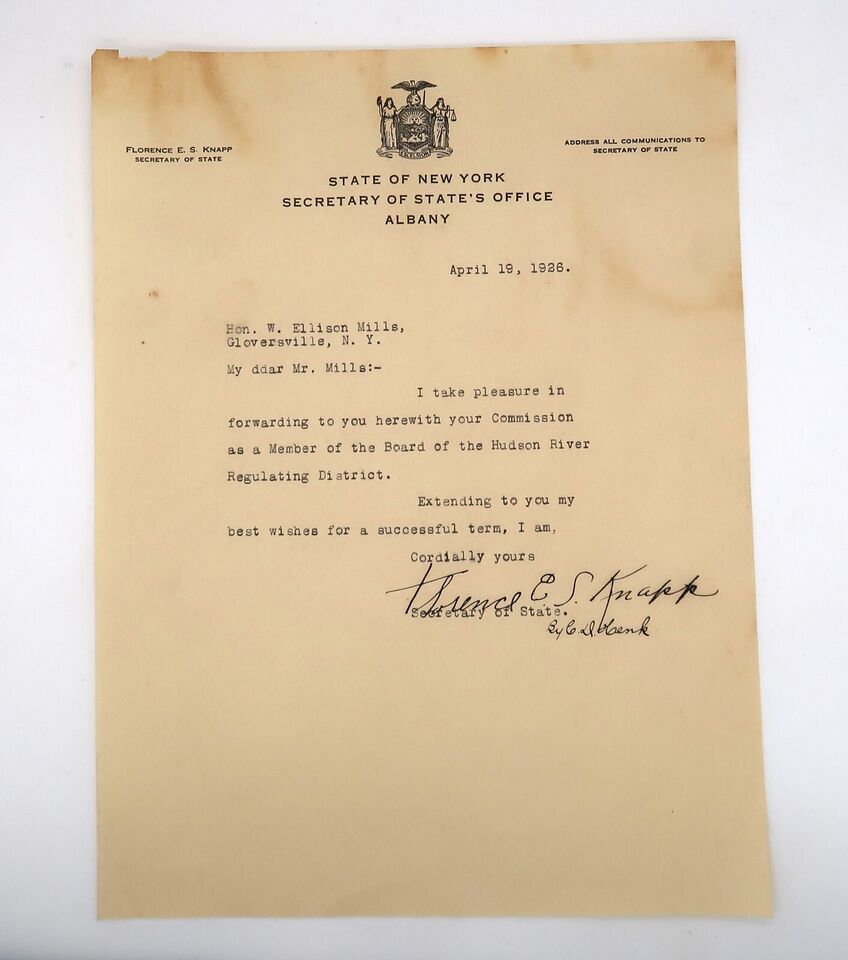 EXCELSIOR
FLORENCE E. S. KNAPP
SECRETARY OF STATE
ADDRESS ALL COMMUNICATIONS TO
SECRETARY OF STATE
STATE OF NEW YORK
SECRETARY OF STATE'S OFFICE
ALBANY
April 19, 1926.
Hon. W. Ellison Mills,
Gloversville, N. Y.
My ddar Mr. Mills:-
I take pleasure in
forwarding to you herewith your Commission
as a Member of the Board of the Hudson River
Regulating District.
Extending to you my
best wishes for a successful term, I am,
Cordially yours
Florence E. S. Knapp
Secretary of State.
By C. D.